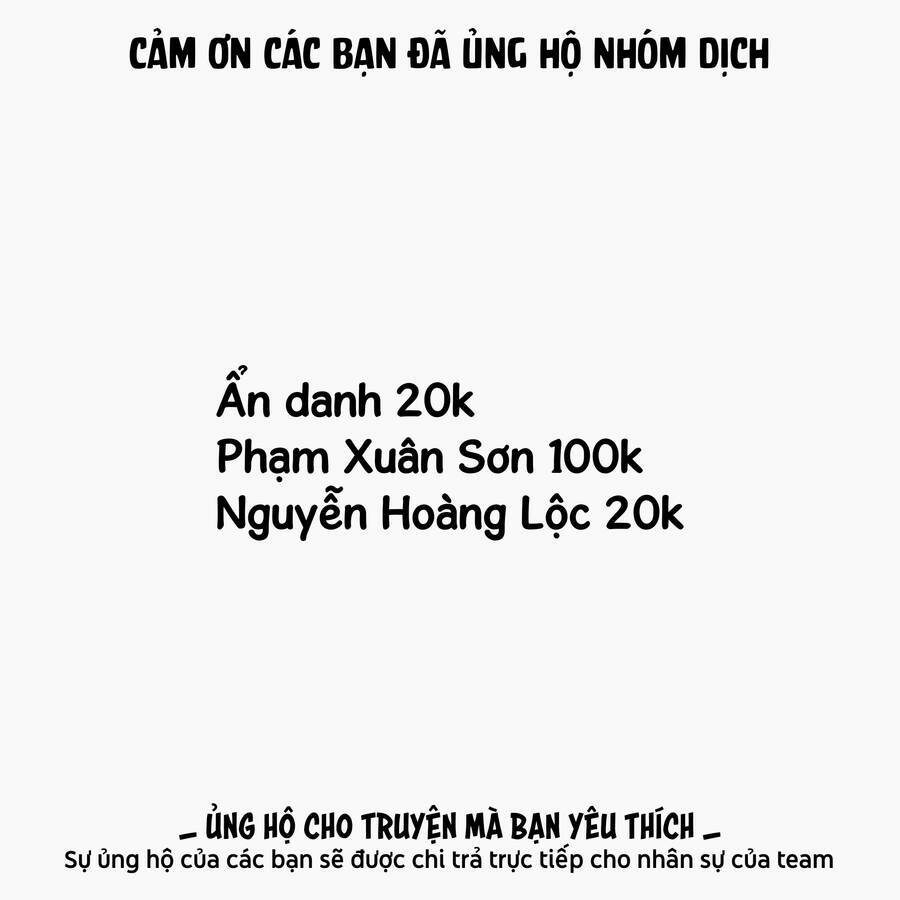 CẢM ƠN CÁC BẠN ĐÃ ỦNG HỘ NHÓM DỊCH
Ẩn danh 20k
Phạm Xuân Sơn 100k
Nguyễn Hoàng Lộc 20k
_ ỦNG HỘ CHO TRUYỆN MÀ BẠN YÊU THÍCH _
Sự ủng hộ của các bạn sẽ được chi trả trực tiếp cho nhân sự của team